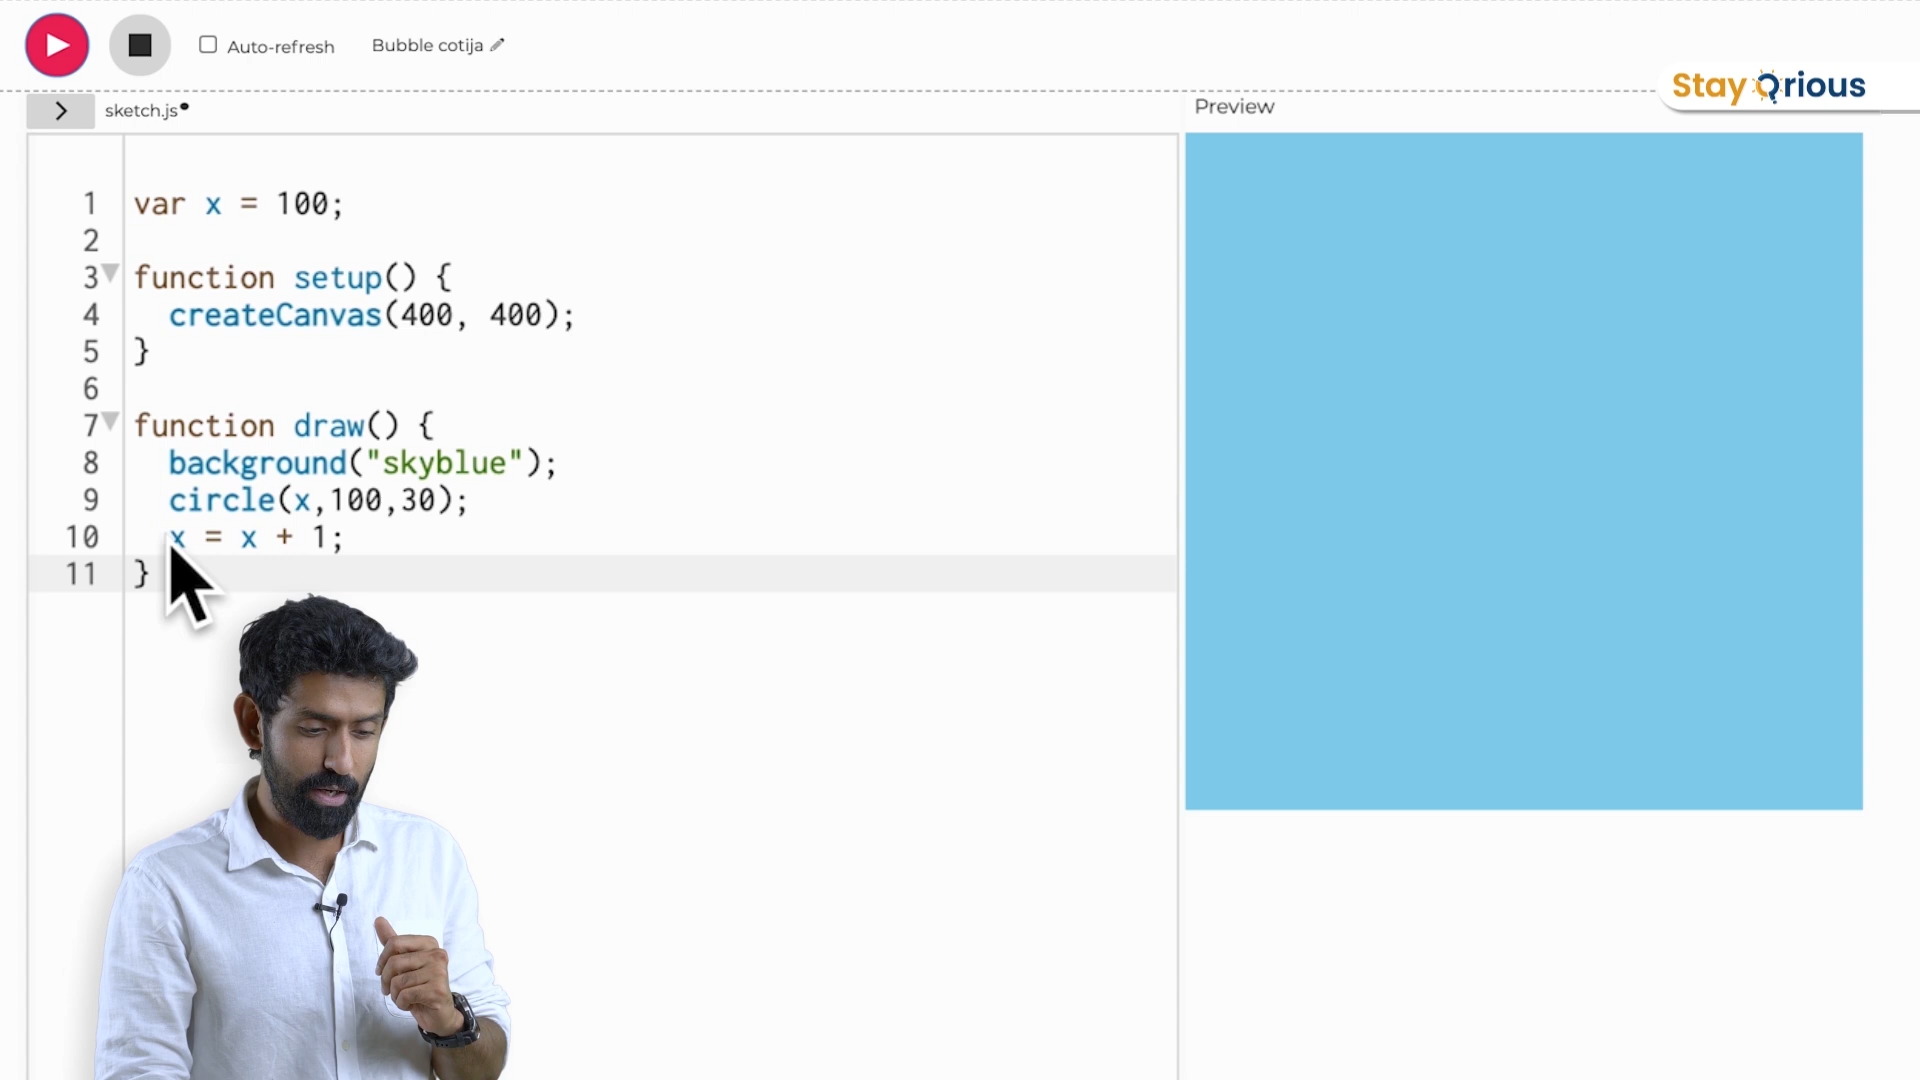 Auto-refresh
Bubble cotija
Stay Qrious
sketch.js
Preview
1 var x = 100;
2
3 function setup() {
4 createCanvas(400, 400);
5 }
6
7 function draw() {
8 background("skyblue");
9 circle(x,100,30);
10 x = x + 1;
11 }